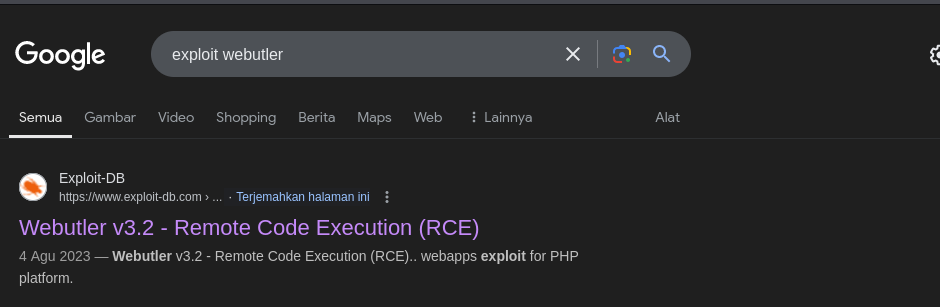 Google
exploit webutler
Semua Gambar Video Shopping Berita Maps Web Lainnya Alat
Exploit-DB
https://www.exploit-db.com › ... · Terjemahkan halaman ini
Webutler v3.2 - Remote Code Execution (RCE)
4 Agu 2023 — Webutler v3.2 - Remote Code Execution (RCE).. webapps exploit for PHP
platform.